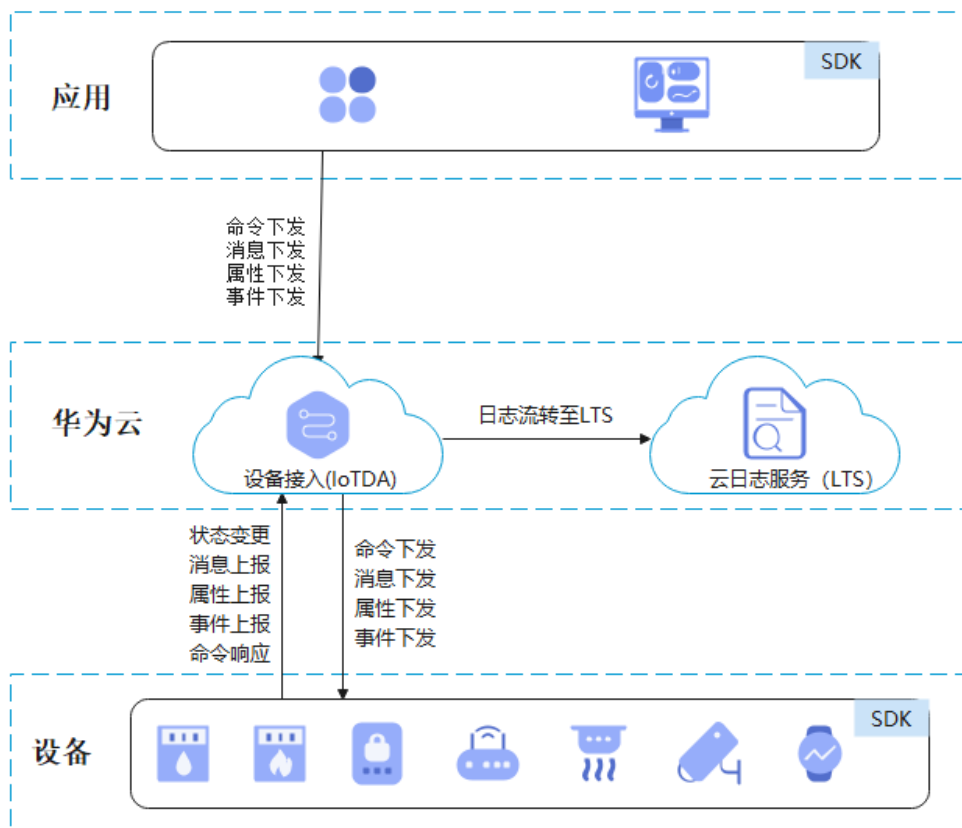 SDK
应用
命令下发
消息下发
属性下发
事件下发
华为云
日志流转至LTS
设备接入(IoTDA)
云日志服务（LTS）
状态变更
消息上报
属性上报
事件上报
命令响应
命令下发
消息下发
属性下发
事件下发
SDK
设备